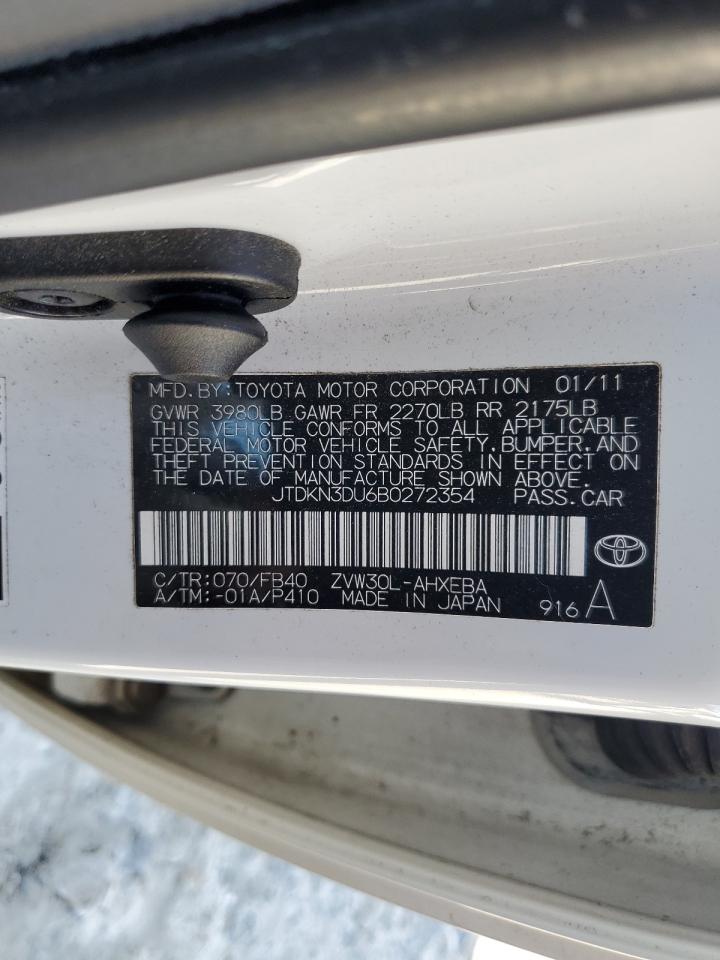 MFD.BY:TOYOTA MOTOR CORPORATION 01/11
GVWR 3980LB GAWR FR 2270LB RR 2175LB
THIS VEHICLE CONFORMS TO ALL APPLICABLE
FEDERAL MOTOR VEHICLE SAFETY,BUMPER,AND
THEFT PREVENTION STANDARDS IN EFFECT ON
THE DATE OF MANUFACTURE SHOWN ABOVE.
JTDKN3DU6B0272354 PASS.CAR
C/TR:070/FB40 ZVW30L-AHXEBA
A/TM:-01A/P410 MADE IN JAPAN 916 A